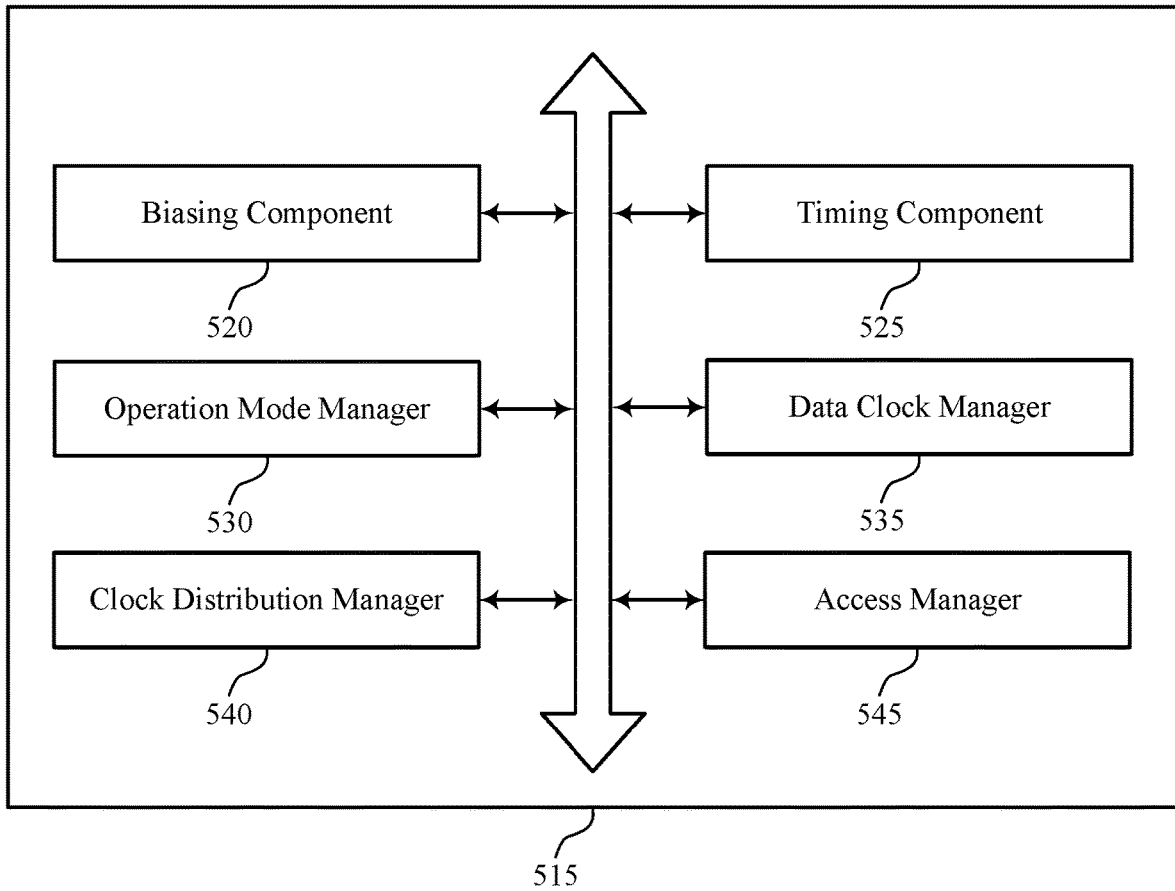 Biasing Component
Timing Component
520
525
Operation Mode Manager
Data Clock Manager
530
535
Clock Distribution Manager
Access Manager
540
545
515